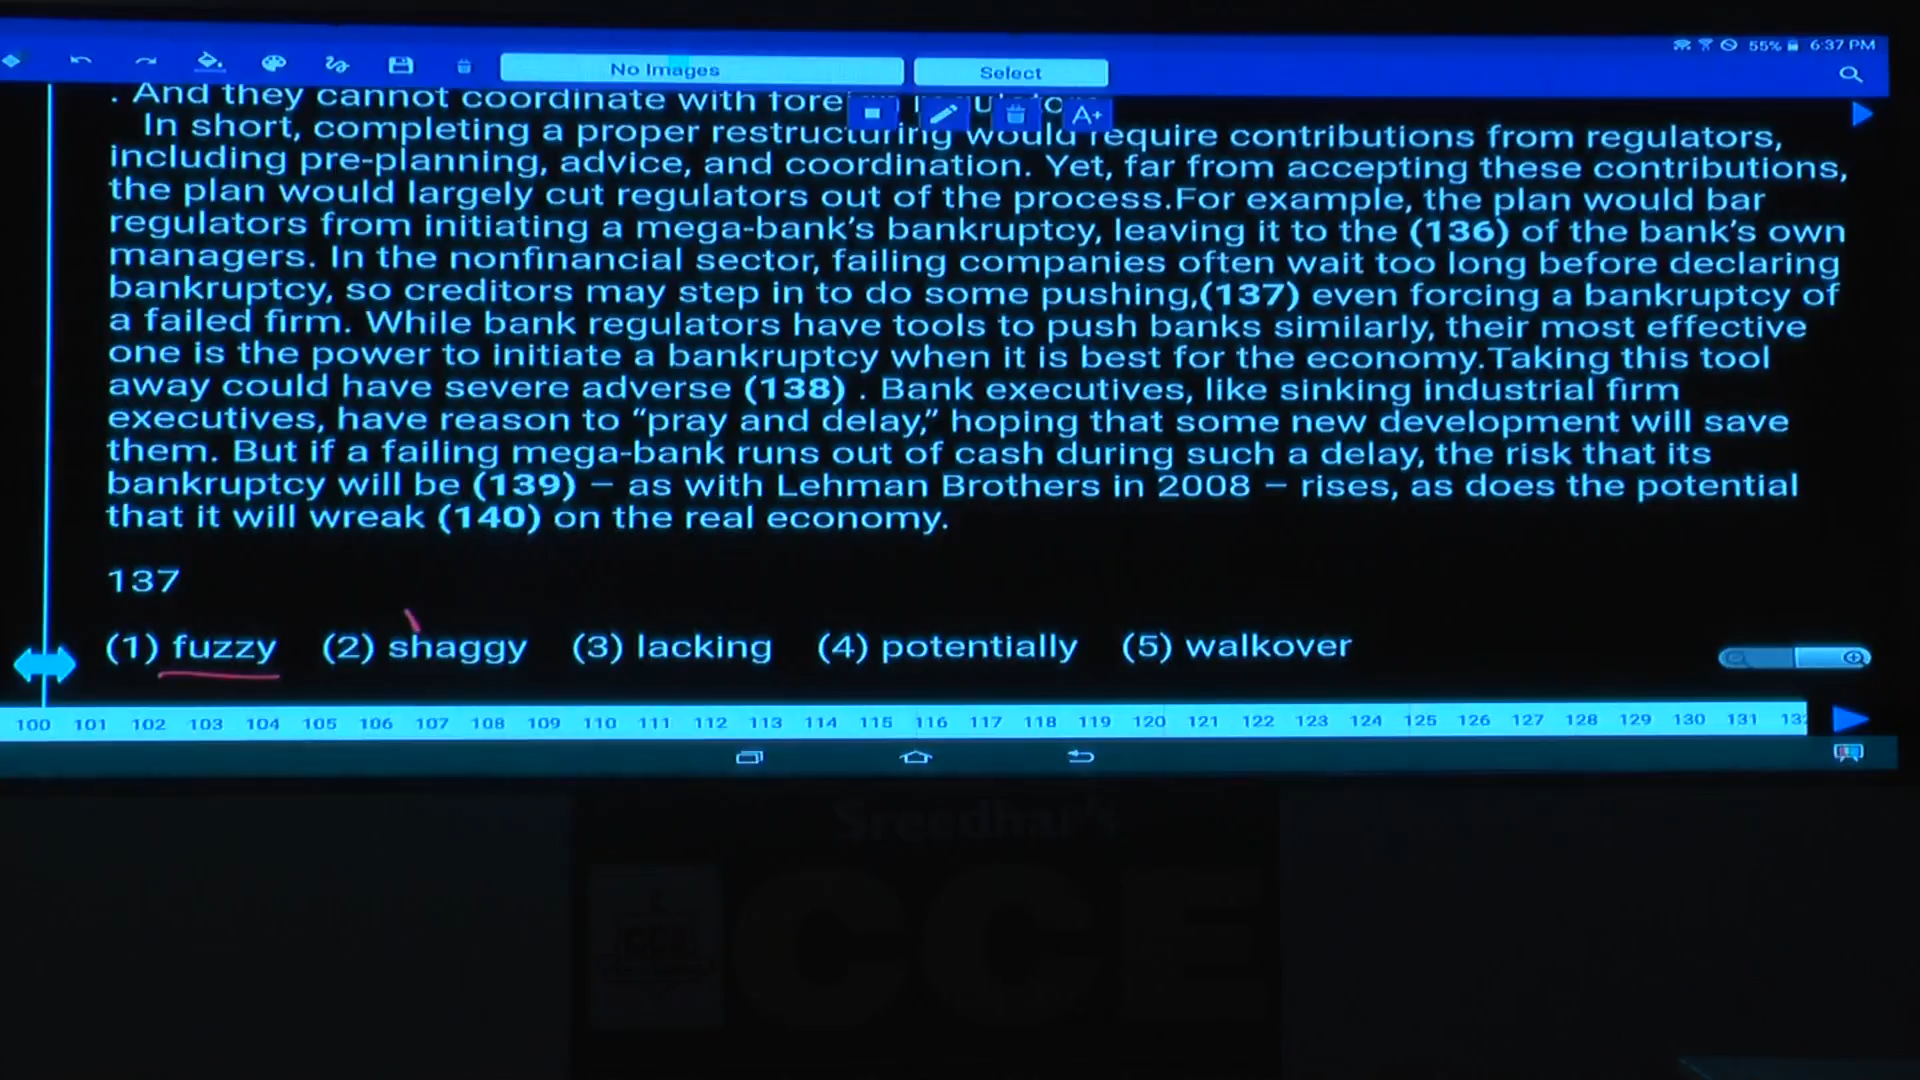 55% 6:37 PM
No Images
Select
. And they cannot coordinate with
A+
In short, completing a proper restructuring would require contributions from regulators,
including pre-planning, advice, and coordination. Yet, far from accepting these contributions,
the plan would largely cut regulators out of the process.For example, the plan would bar
regulators from initiating a mega-bank’s bankruptcy, leaving it to the (136) of the bank’s own
managers. In the nonfinancial sector, failing companies often wait too long before declaring
bankruptcy, so creditors may step in to do some pushing,(137) even forcing a bankruptcy of
a failed firm. While bank regulators have tools to push banks similarly, their most effective
one is the power to initiate a bankruptcy when it is best for the economy.Taking this tool
away could have severe adverse (138) . Bank executives, like sinking industrial firm
executives, have reason to “pray and delay,” hoping that some new development will save
them. But if a failing mega-bank runs out of cash during such a delay, the risk that its
bankruptcy will be (139) – as with Lehman Brothers in 2008 – rises, as does the potential
that it will wreak (140) on the real economy.
137
(1) fuzzy (2) shaggy (3) lacking (4) potentially (5) walkover
100 101 102 103 104 105 106 107 108 109 110 111 112 113 114 115 116 117 118 119 120 121 122 123 124 125 126 127 128 129 130 131
Sreedhar's
CCE